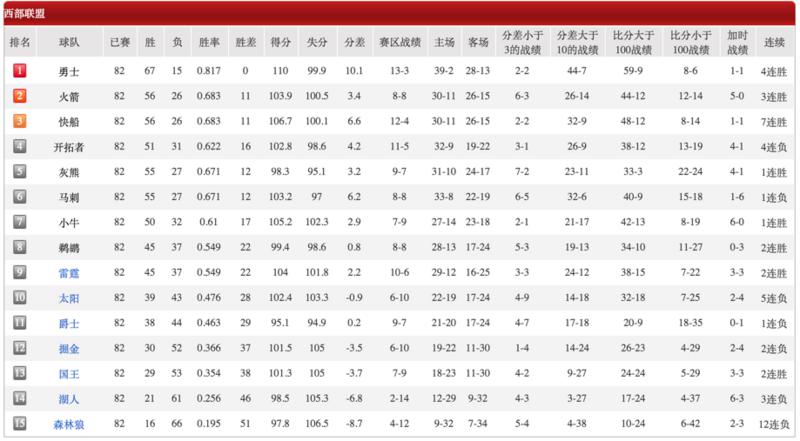 西部联盟
排名 球队 已赛 胜 负 胜率 胜差 得分 失分 分差 赛区战绩 主场 客场 分差小于3的战绩 分差大于10的战绩 比分大于100战绩 比分小于100战绩 加时战绩 连续
1 勇士 82 67 15 0.817 0 110 99.9 10.1 13-3 39-2 28-13 2-2 44-7 59-9 8-6 1-1 4连胜
2 火箭 82 56 26 0.683 11 103.9 100.5 3.4 8-8 30-11 26-15 6-3 26-14 44-12 12-14 5-0 3连胜
3 快船 82 56 26 0.683 11 106.7 100.1 6.6 12-4 30-11 26-15 2-2 32-9 48-12 8-14 1-1 7连胜
4 开拓者 82 51 31 0.622 16 102.8 98.6 4.2 11-5 32-9 19-22 3-1 26-9 38-12 13-19 4-1 4连负
5 灰熊 82 55 27 0.671 12 98.3 95.1 3.2 9-7 31-10 24-17 7-2 23-11 33-3 22-24 4-1 1连胜
6 马刺 82 55 27 0.671 12 103.2 97 6.2 8-8 33-8 22-19 6-5 32-6 40-9 15-18 1-6 1连负
7 小牛 82 50 32 0.61 17 105.2 102.3 2.9 7-9 27-14 23-18 2-1 21-17 42-13 8-19 6-0 1连胜
8 鹈鹕 82 45 37 0.549 22 99.4 98.6 0.8 8-8 28-13 17-24 5-3 19-13 34-10 11-27 0-3 2连胜
9 雷霆 82 45 37 0.549 22 104 101.8 2.2 10-6 29-12 16-25 3-3 24-12 38-15 7-22 3-3 2连胜
10 太阳 82 39 43 0.476 28 102.4 103.3 -0.9 6-10 22-19 17-24 4-9 14-18 32-18 7-25 2-4 5连负
11 爵士 82 38 44 0.463 29 95.1 94.9 0.2 9-7 21-20 17-24 4-7 17-18 20-9 18-35 0-1 1连负
12 掘金 82 30 52 0.366 37 101.5 105 -3.5 6-10 19-22 11-30 1-4 14-24 26-23 4-29 2-4 2连负
13 国王 82 29 53 0.354 38 101.3 105 -3.7 7-9 18-23 11-30 4-2 9-27 24-24 5-29 3-3 2连胜
14 湖人 82 21 61 0.256 46 98.5 105.3 -6.8 2-14 12-29 9-32 4-3 3-27 17-24 4-37 6-3 3连负
15 森林狼 82 16 66 0.195 51 97.8 106.5 -8.7 4-12 9-32 7-34 5-4 4-38 10-24 6-42 2-3 12连负